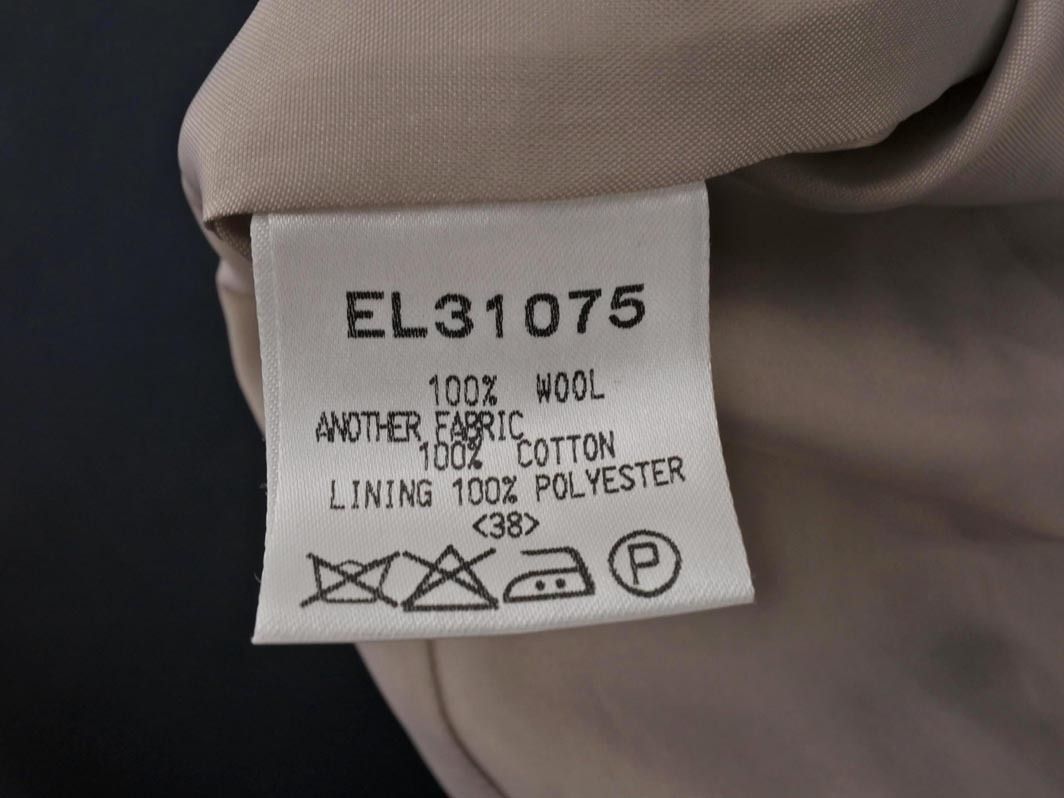 EL31075
100% WOOL
ANOTHER FABRIC
100% COTTON
LINING 100% POLYESTER
<38>
P